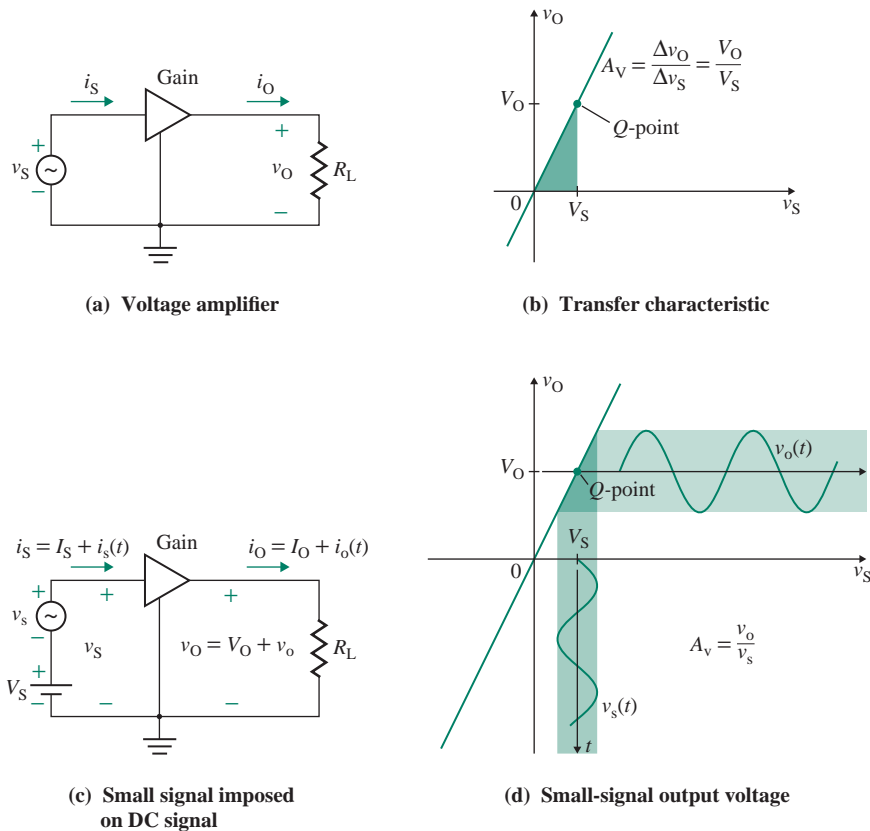 i_S
Gain
i_O
+
v_S
~
−
+
v_O
−
R_L
(a) Voltage amplifier
v_O
A_V = Δv_O/Δv_S = V_O/V_S
V_O
Q-point
0
V_S
v_S
(b) Transfer characteristic
i_S = I_S + i_s(t)
Gain
i_O = I_O + i_o(t)
+
v_s
~
−
+
V_S
−
+
v_S
−
+
v_O = V_O + v_o
−
R_L
(c) Small signal imposed
on DC signal
v_O
v_o(t)
V_O
Q-point
V_S
0
v_S
A_v = v_o/v_s
v_s(t)
t
(d) Small-signal output voltage